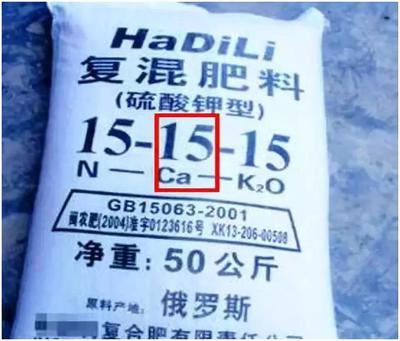 HaDiLi
复混肥料
(硫酸钾型)
15-15-15
N — Ca — K₂O
GB15063-2001
闽农肥(2004)准字0123616号 XK13-206-00508
净重:50公斤
原料产地:俄罗斯
复合肥有限责任公司